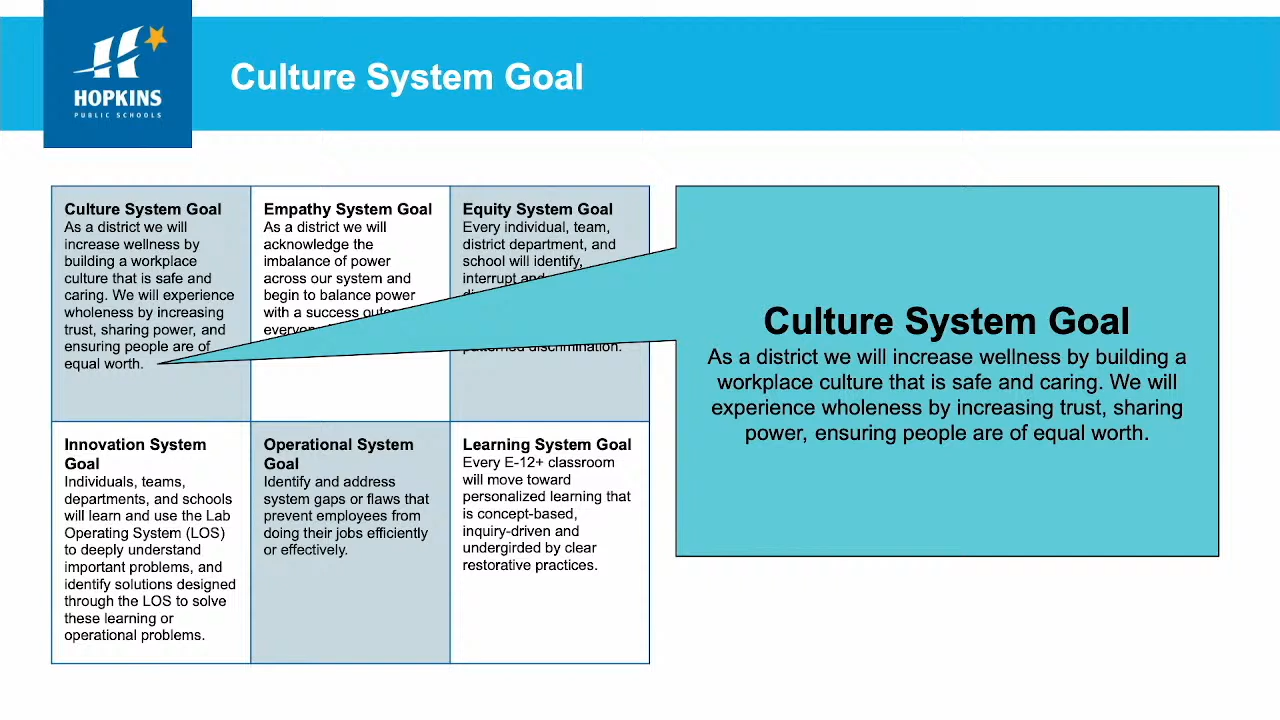 HOPKINS
PUBLIC SCHOOLS
Culture System Goal
Culture System Goal
As a district we will
increase wellness by
building a workplace
culture that is safe and
caring. We will experience
wholeness by increasing
trust, sharing power, and
ensuring people are of
equal worth.
Empathy System Goal
As a district we will
acknowledge the
imbalance of power
across our system and
begin to balance power
with a success
Equity System Goal
Every individual, team,
district department, and
school will identify,
interrupt
patterned discrimination.
Culture System Goal
As a district we will increase wellness by building a
workplace culture that is safe and caring. We will
experience wholeness by increasing trust, sharing
power, ensuring people are of equal worth.
Innovation System
Goal
Individuals, teams,
departments, and schools
will learn and use the Lab
Operating System (LOS)
to deeply understand
important problems, and
identify solutions designed
through the LOS to solve
these learning or
operational problems.
Operational System
Goal
Identify and address
system gaps or flaws that
prevent employees from
doing their jobs efficiently
or effectively.
Learning System Goal
Every E-12+ classroom
will move toward
personalized learning that
is concept-based,
inquiry-driven and
undergirded by clear
restorative practices.